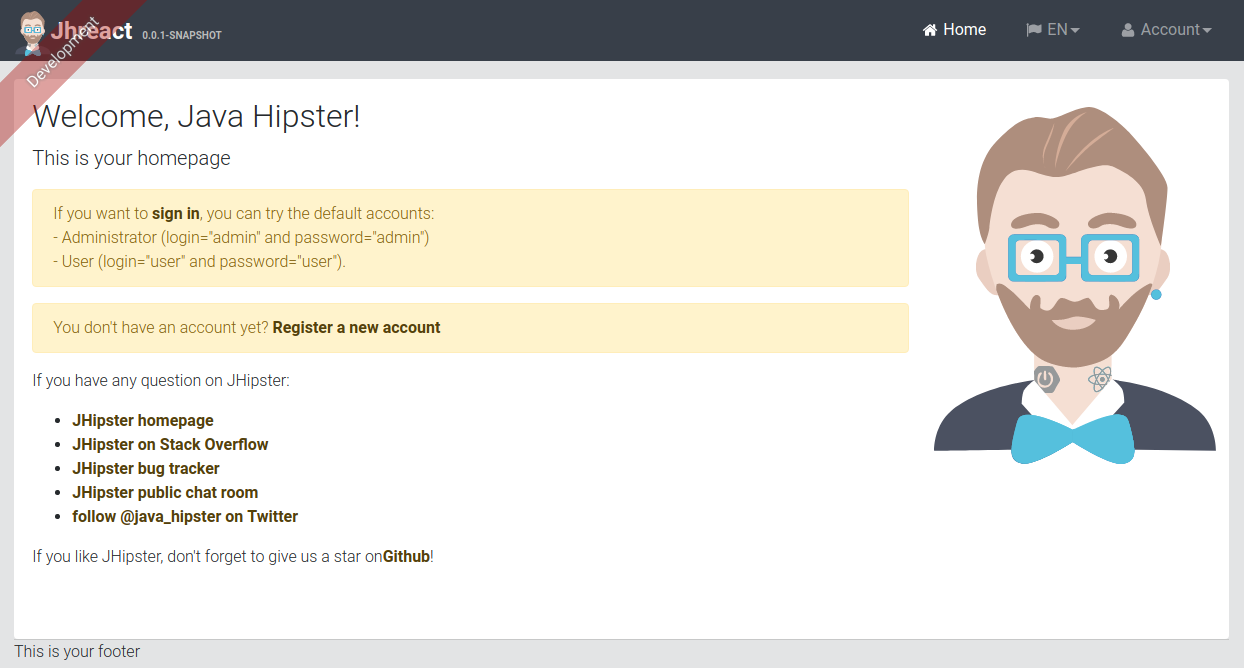 Jhreact 0.0.1-SNAPSHOT
Home EN Account
Development
Welcome, Java Hipster!
This is your homepage
If you want to sign in, you can try the default accounts:
- Administrator (login="admin" and password="admin")
- User (login="user" and password="user").
You don't have an account yet? Register a new account
If you have any question on JHipster:
JHipster homepage
JHipster on Stack Overflow
JHipster bug tracker
JHipster public chat room
follow @java_hipster on Twitter
If you like JHipster, don't forget to give us a star onGithub!
This is your footer